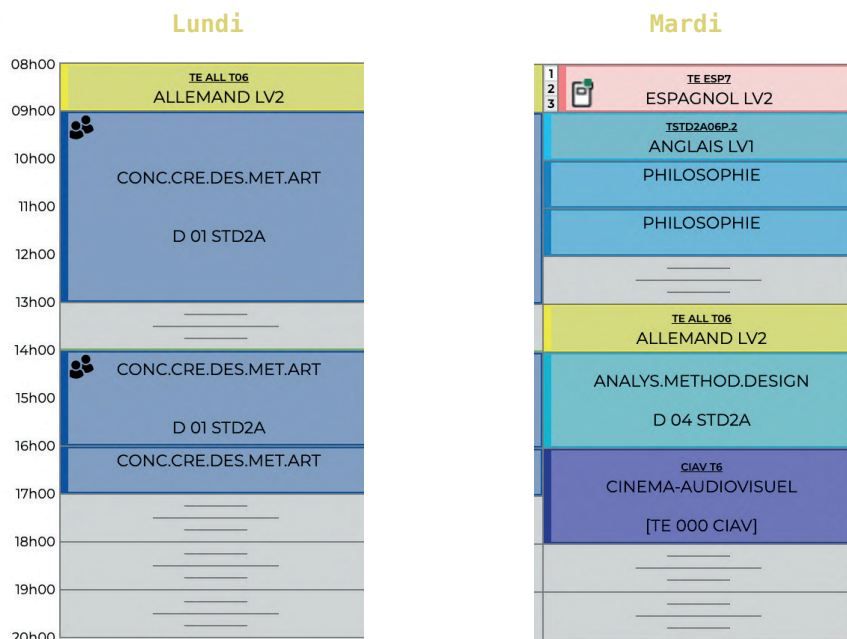 Lundi
08h00
TE ALL T06
ALLEMAND LV2
09h00
CONC.CRE.DES.MET.ART
D 01 STD2A
10h00
11h00
12h00
13h00
14h00
CONC.CRE.DES.MET.ART
D 01 STD2A
15h00
16h00
CONC.CRE.DES.MET.ART
17h00
18h00
19h00
20h00
Mardi
1
2
3
TE ESP7
ESPAGNOL LV2
TSTD2A06P.2
ANGLAIS LV1
PHILOSOPHIE
PHILOSOPHIE
TE ALL T06
ALLEMAND LV2
ANALYS.METHOD.DESIGN
D 04 STD2A
CIAV T6
CINEMA-AUDIOVISUEL
[TE 000 CIAV]